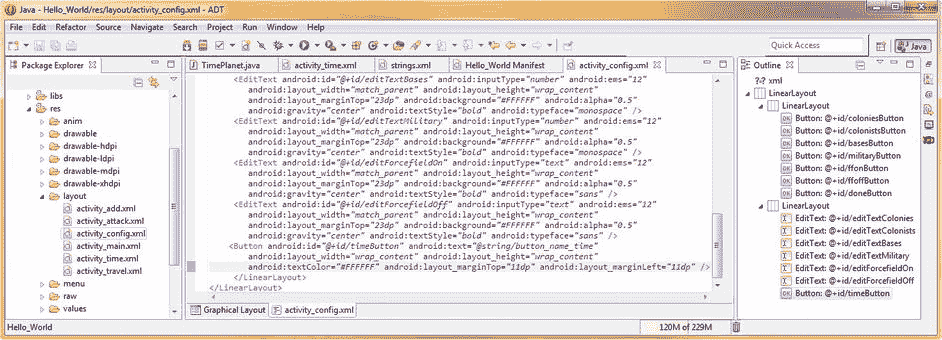 Java - Hello_World/res/layout/activity_config.xml - ADT
File Edit Refactor Source Navigate Search Project Run Window Help
Quick Access
Java
Package Explorer
libs
res
anim
drawable
drawable-hdpi
drawable-ldpi
drawable-mdpi
drawable-xhdpi
layout
activity_add.xml
activity_attack.xml
activity_config.xml
activity_main.xml
activity_time.xml
activity_travel.xml
menu
raw
values
TimePlanet.java activity_time.xml strings.xml Hello_World Manifest activity_config.xml
<EditText android:id="@+id/editTextBases" android:inputType="number" android:ems="12"
android:layout_width="match_parent" android:layout_height="wrap_content"
android:layout_marginTop="23dp" android:background="#FFFFFF" android:alpha="0.5"
android:gravity="center" android:textStyle="bold" android:typeface="monospace" />
<EditText android:id="@+id/editTextMilitary" android:inputType="number" android:ems="12"
android:layout_width="match_parent" android:layout_height="wrap_content"
android:layout_marginTop="23dp" android:background="#FFFFFF" android:alpha="0.5"
android:gravity="center" android:textStyle="bold" android:typeface="monospace" />
<EditText android:id="@+id/editForcefieldOn" android:inputType="text" android:ems="12"
android:layout_width="match_parent" android:layout_height="wrap_content"
android:layout_marginTop="23dp" android:background="#FFFFFF" android:alpha="0.5"
android:gravity="center" android:textStyle="bold" android:typeface="sans" />
<EditText android:id="@+id/editForcefieldOff" android:inputType="text" android:ems="12"
android:layout_width="match_parent" android:layout_height="wrap_content"
android:layout_marginTop="23dp" android:background="#FFFFFF" android:alpha="0.5"
android:gravity="center" android:textStyle="bold" android:typeface="sans" />
<Button android:id="@+id/timeButton" android:text="@string/button_name_time"
android:layout_width="wrap_content" android:layout_height="wrap_content"
android:textColor="#FFFFFF" android:layout_marginTop="11dp" android:layout_marginLeft="11dp" />
</LinearLayout>
</LinearLayout>
Graphical Layout activity_config.xml
Outline
?-? xml
LinearLayout
LinearLayout
Button: @+id/coloniesButton
Button: @+id/colonistsButton
Button: @+id/basesButton
Button: @+id/militaryButton
Button: @+id/ffonButton
Button: @+id/ffoffButton
Button: @+id/doneButton
LinearLayout
EditText: @+id/editTextColonies
EditText: @+id/editTextColonists
EditText: @+id/editTextBases
EditText: @+id/editTextMilitary
EditText: @+id/editForcefieldOn
EditText: @+id/editForcefieldOff
Button: @+id/timeButton
Hello_World
120M of 229M